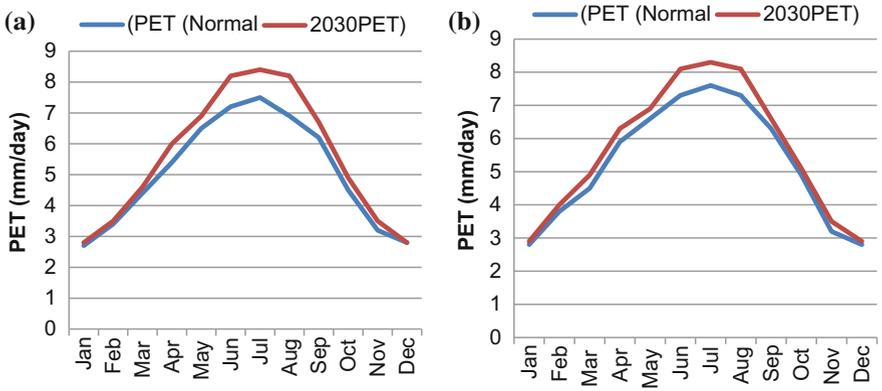 (a)
(PET (Normal 2030PET)
PET (mm/day)
9
8
7
6
5
4
3
2
1
0
Jan Feb Mar Apr May Jun Jul Aug Sep Oct Nov Dec
(b)
(PET (Normal 2030PET)
PET (mm/day)
9
8
7
6
5
4
3
2
1
0
Jan Feb Mar Apr May Jun Jul Aug Sep Oct Nov Dec